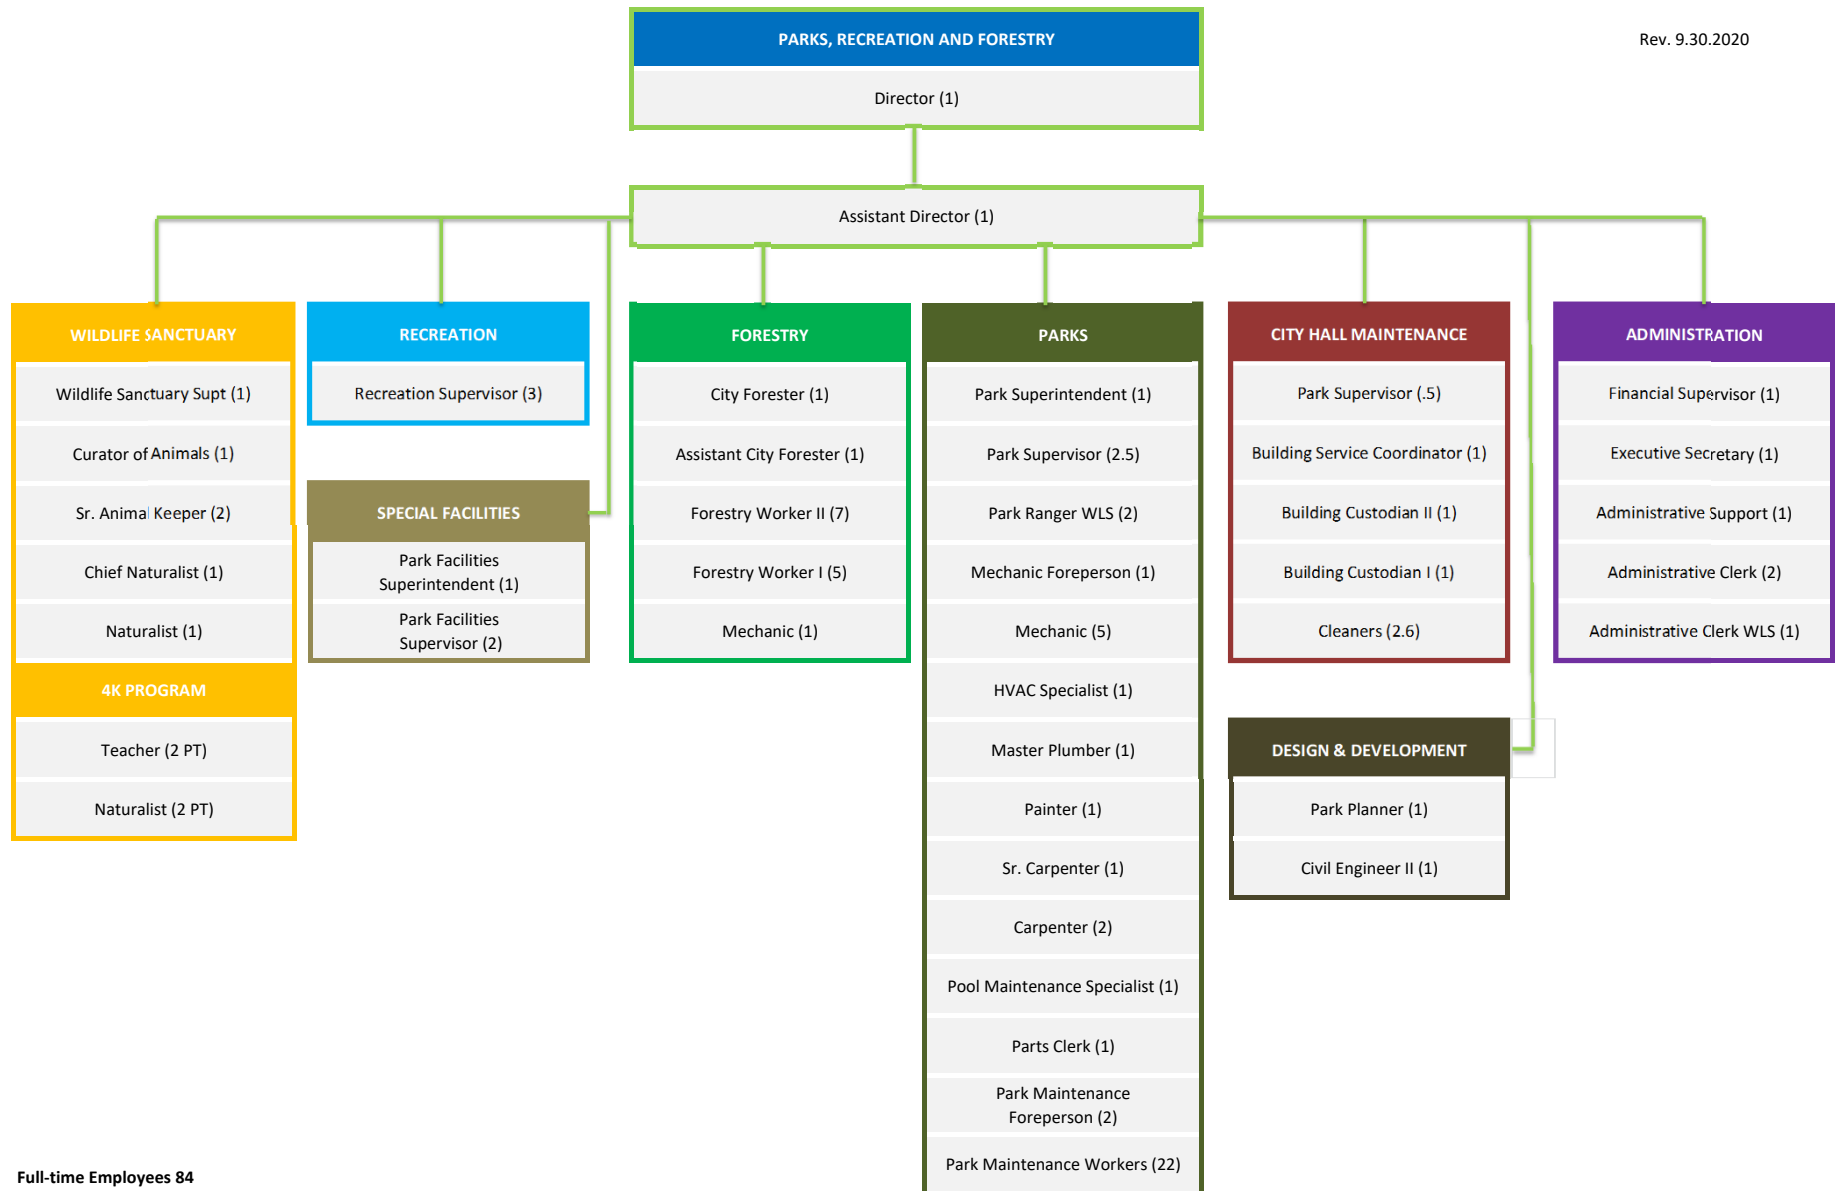 PARKS, RECREATION AND FORESTRY
Rev. 9.30.2020
Director (1)
Assistant Director (1)
WILDLIFE SANCTUARY
Wildlife Sanctuary Supt (1)
Curator of Animals (1)
Sr. Animal Keeper (2)
Chief Naturalist (1)
Naturalist (1)
4K PROGRAM
Teacher (2 PT)
Naturalist (2 PT)
RECREATION
Recreation Supervisor (3)
SPECIAL FACILITIES
Park Facilities
Superintendent (1)
Park Facilities
Supervisor (2)
FORESTRY
City Forester (1)
Assistant City Forester (1)
Forestry Worker II (7)
Forestry Worker I (5)
Mechanic (1)
PARKS
Park Superintendent (1)
Park Supervisor (2.5)
Park Ranger WLS (2)
Mechanic Foreperson (1)
Mechanic (5)
HVAC Specialist (1)
Master Plumber (1)
Painter (1)
Sr. Carpenter (1)
Carpenter (2)
Pool Maintenance Specialist (1)
Parts Clerk (1)
Park Maintenance
Foreperson (2)
Park Maintenance Workers (22)
CITY HALL MAINTENANCE
Park Supervisor (.5)
Building Service Coordinator (1)
Building Custodian II (1)
Building Custodian I (1)
Cleaners (2.6)
DESIGN & DEVELOPMENT
Park Planner (1)
Civil Engineer II (1)
ADMINISTRATION
Financial Supervisor (1)
Executive Secretary (1)
Administrative Support (1)
Administrative Clerk (2)
Administrative Clerk WLS (1)
Full-time Employees 84